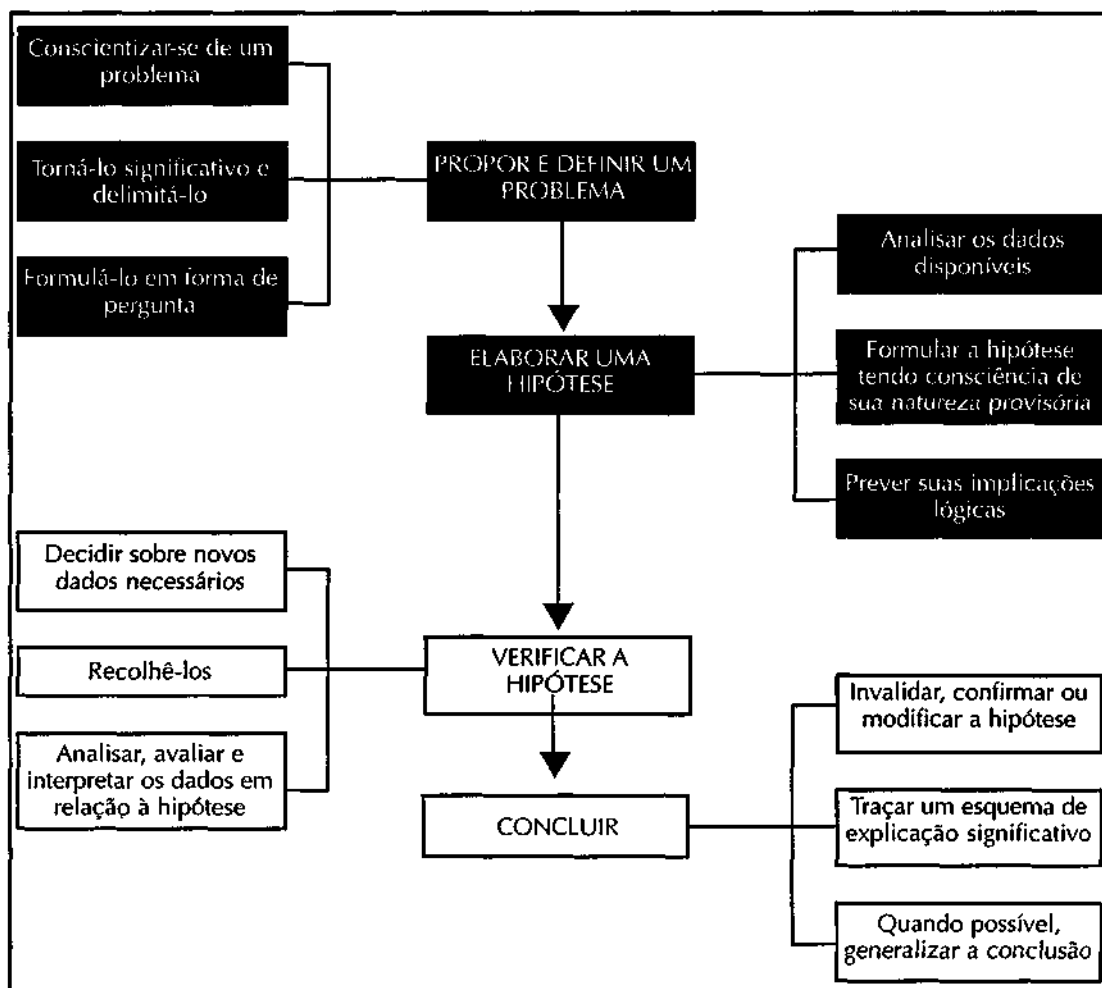 Conscientizar-se de um
problema
Torná-lo significativo e
delimitá-lo
Formulá-lo em forma de
pergunta
PROPOR E DEFINIR UM
PROBLEMA
ELABORAR UMA
HIPÓTESE
Analisar os dados
disponíveis
Formular a hipótese
tendo consciência de
sua natureza provisória
Prever suas implicações
lógicas
Decidir sobre novos
dados necessários
Recolhê-los
Analisar, avaliar e
interpretar os dados em
relação à hipótese
VERIFICAR A
HIPÓTESE
CONCLUIR
Invalidar, confirmar ou
modificar a hipótese
Traçar um esquema de
explicação significativo
Quando possível,
generalizar a conclusão